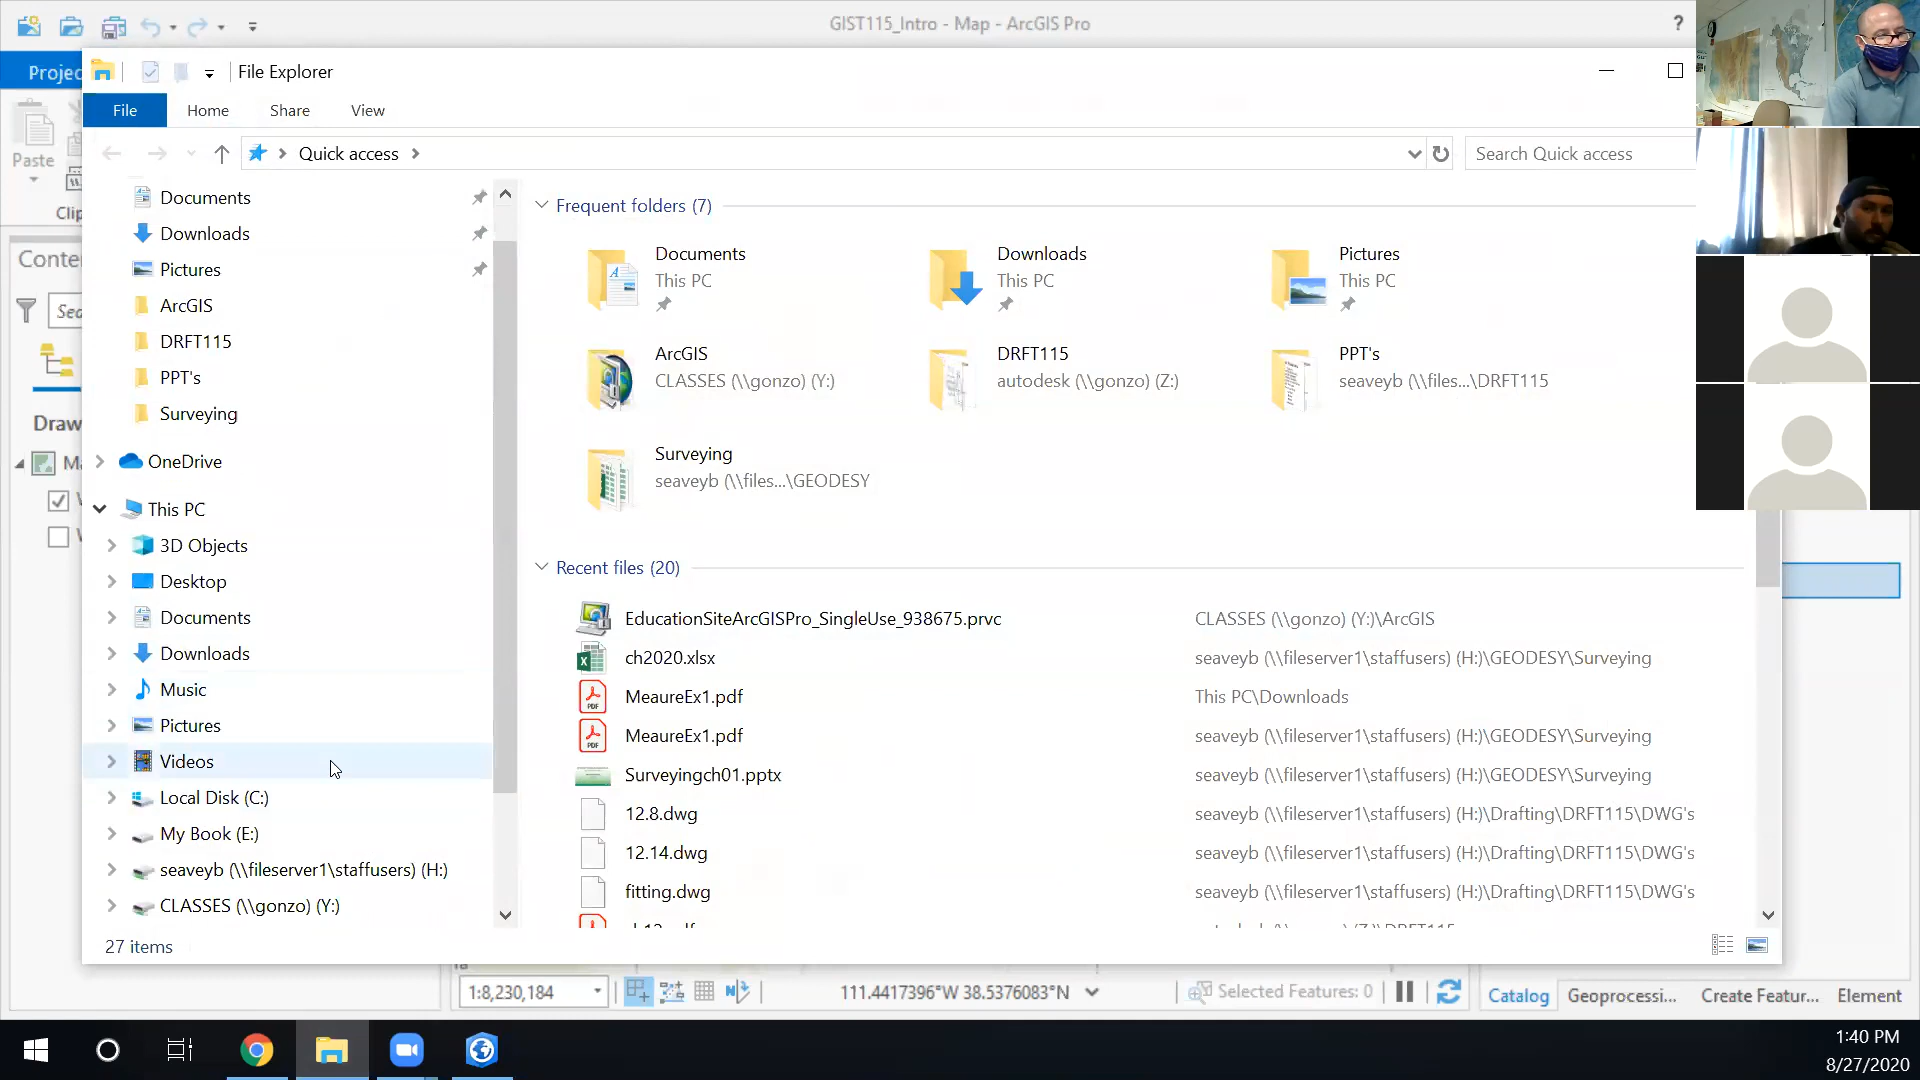 GIST115_Intro - Map - ArcGIS Pro
?
Projec
File Explorer
File
Home
Share
View
Paste
Clip
Quick access
Search Quick access
Conte
Sea
Draw
Documents
Downloads
Pictures
ArcGIS
DRFT115
PPT's
Surveying
OneDrive
This PC
3D Objects
Desktop
Documents
Downloads
Music
Pictures
Videos
Local Disk (C:)
My Book (E:)
seaveyb (\\fileserver1\staffusers) (H:)
CLASSES (\\gonzo) (Y:)
27 items
Frequent folders (7)
Documents
This PC
Downloads
This PC
Pictures
This PC
ArcGIS
CLASSES (\\gonzo) (Y:)
DRFT115
autodesk (\\gonzo) (Z:)
PPT's
seaveyb (\\files...\DRFT115
Surveying
seaveyb (\\files...\GEODESY
Recent files (20)
EducationSiteArcGISPro_SingleUse_938675.prvc CLASSES (\\gonzo) (Y:)\ArcGIS
ch2020.xlsx seaveyb (\\fileserver1\staffusers) (H:)\GEODESY\Surveying
MeaureEx1.pdf This PC\Downloads
MeaureEx1.pdf seaveyb (\\fileserver1\staffusers) (H:)\GEODESY\Surveying
Surveyingch01.pptx seaveyb (\\fileserver1\staffusers) (H:)\GEODESY\Surveying
12.8.dwg seaveyb (\\fileserver1\staffusers) (H:)\Drafting\DRFT115\DWG's
12.14.dwg seaveyb (\\fileserver1\staffusers) (H:)\Drafting\DRFT115\DWG's
fitting.dwg seaveyb (\\fileserver1\staffusers) (H:)\Drafting\DRFT115\DWG's
1:8,230,184
111.4417396°W 38.5376083°N
Selected Features: 0
Catalog
Geoprocessi...
Create Featur...
Element
1:40 PM
8/27/2020